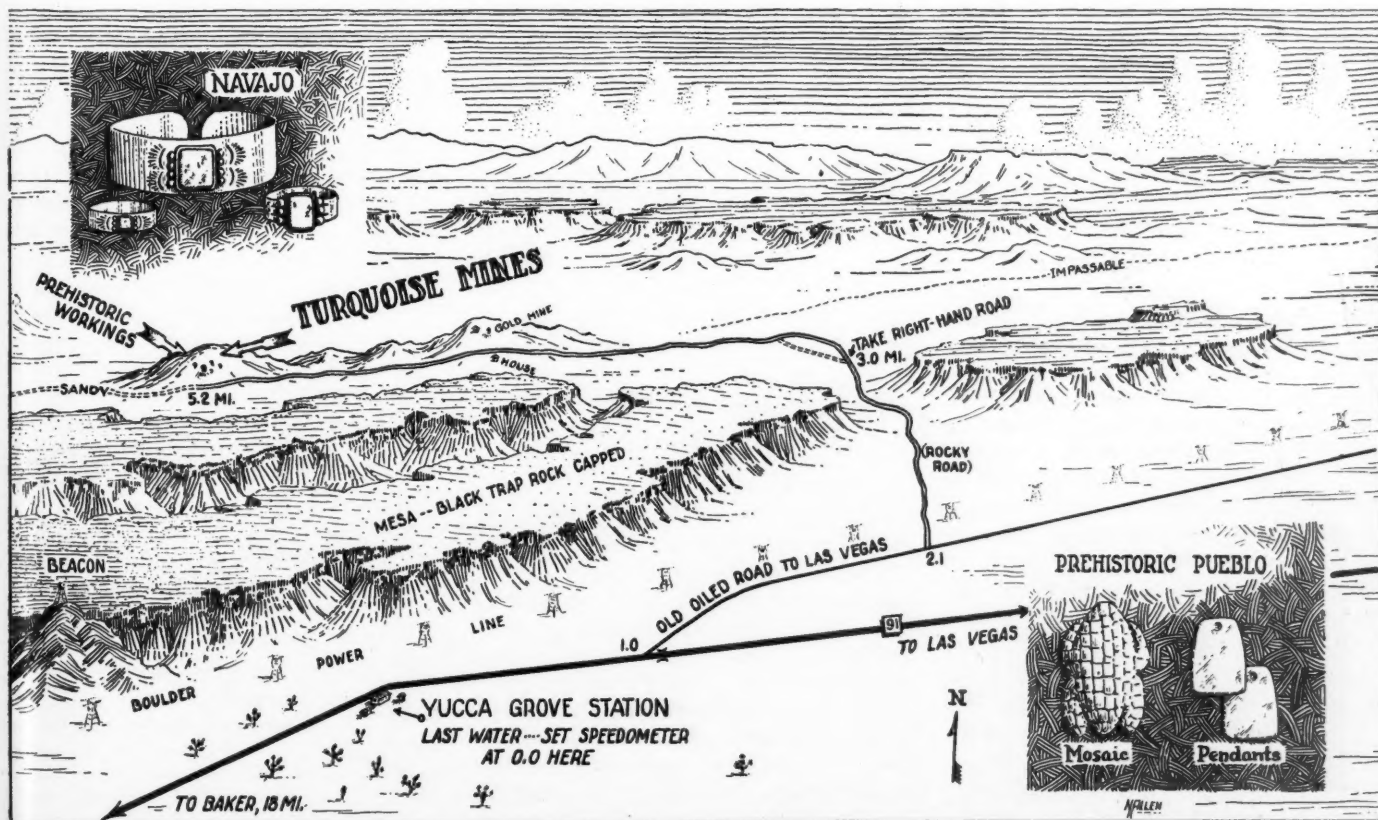 NAVAJO
PREHISTORIC
WORKINGS
TURQUOISE MINES
GOLD MINE
IMPASSABLE
TAKE RIGHT-HAND ROAD
3.0 MI.
HOUSE
SANDY
5.2 MI.
(ROCKY
ROAD)
MESA -- BLACK TRAP ROCK CAPPED
BEACON
BOULDER POWER LINE
OLD OILED ROAD TO LAS VEGAS
2.1
1.0
91
TO LAS VEGAS
YUCCA GROVE STATION
LAST WATER---SET SPEEDOMETER
AT 0.0 HERE
TO BAKER, 18 MI.
N
PREHISTORIC PUEBLO
Mosaic
Pendants
N.ALLEN